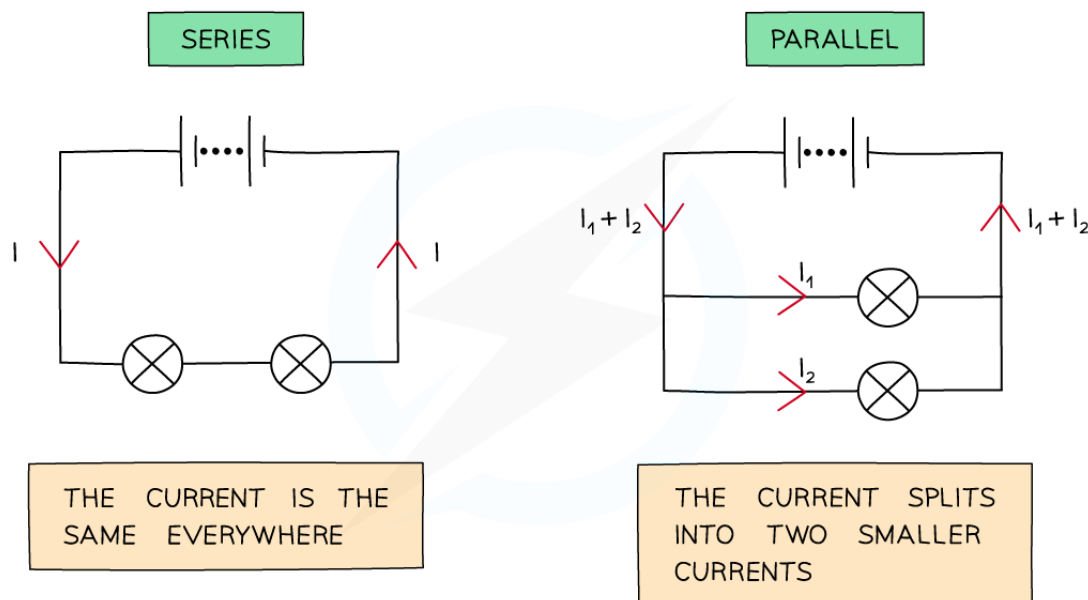 SERIES
PARALLEL
I
I
I₁ + I₂
I₁ + I₂
I₁
I₂
THE CURRENT IS THE
SAME EVERYWHERE
THE CURRENT SPLITS
INTO TWO SMALLER
CURRENTS